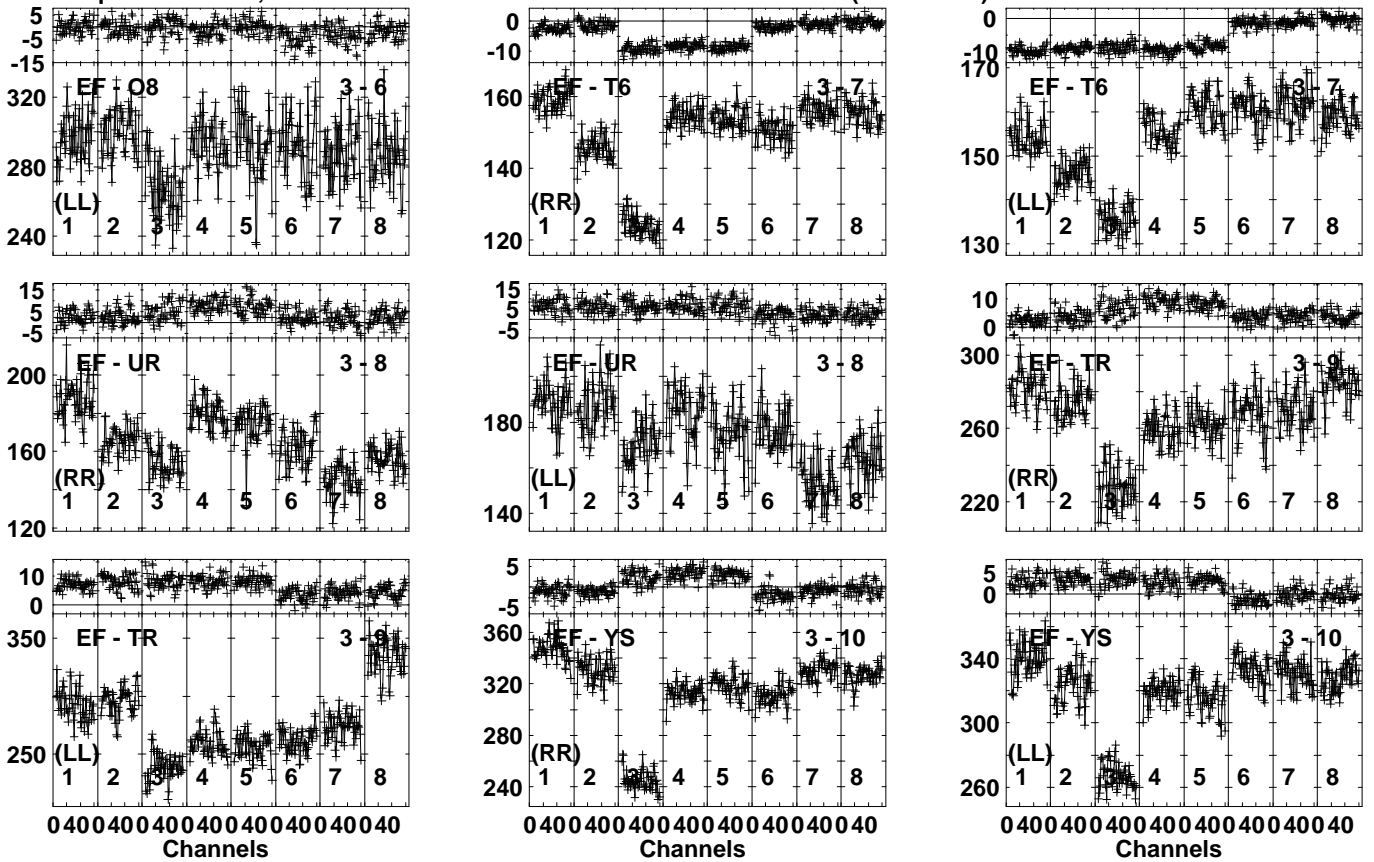 5
-5
-15
EF - O8 3 - 6
320
280
(LL)
1 2 3 4 5 6 7 8
240
0
-10
EF - T6 3 - 7
160
140
(RR)
1 2 3 4 5 6 7 8
120
0
-10
170
EF - T6 3 - 7
150
(LL)
1 2 3 4 5 6 7 8
130
15
5
-5
EF - UR 3 - 8
200
160
(RR)
1 2 3 4 5 6 7 8
120
15
5
-5
EF - UR 3 - 8
180
(LL)
1 2 3 4 5 6 7 8
140
10
0
300
EF - TR 3 - 9
260
(RR)
1 2 3 4 5 6 7 8
220
10
0
350
EF - TR 3 - 9
250
(LL)
1 2 3 4 5 6 7 8
0 40 0 40 0 40 0 40 0 40 0 40 0 40 0 40
Channels
5
-5
360
EF - YS 3 - 10
320
280
(RR)
1 2 3 4 5 6 7 8
240
0 40 0 40 0 40 0 40 0 40 0 40 0 40 0 40
Channels
5
0
EF - YS 3 - 10
340
300
(LL)
1 2 3 4 5 6 7 8
260
0 40 0 40 0 40 0 40 0 40 0 40 0 40 0 40
Channels